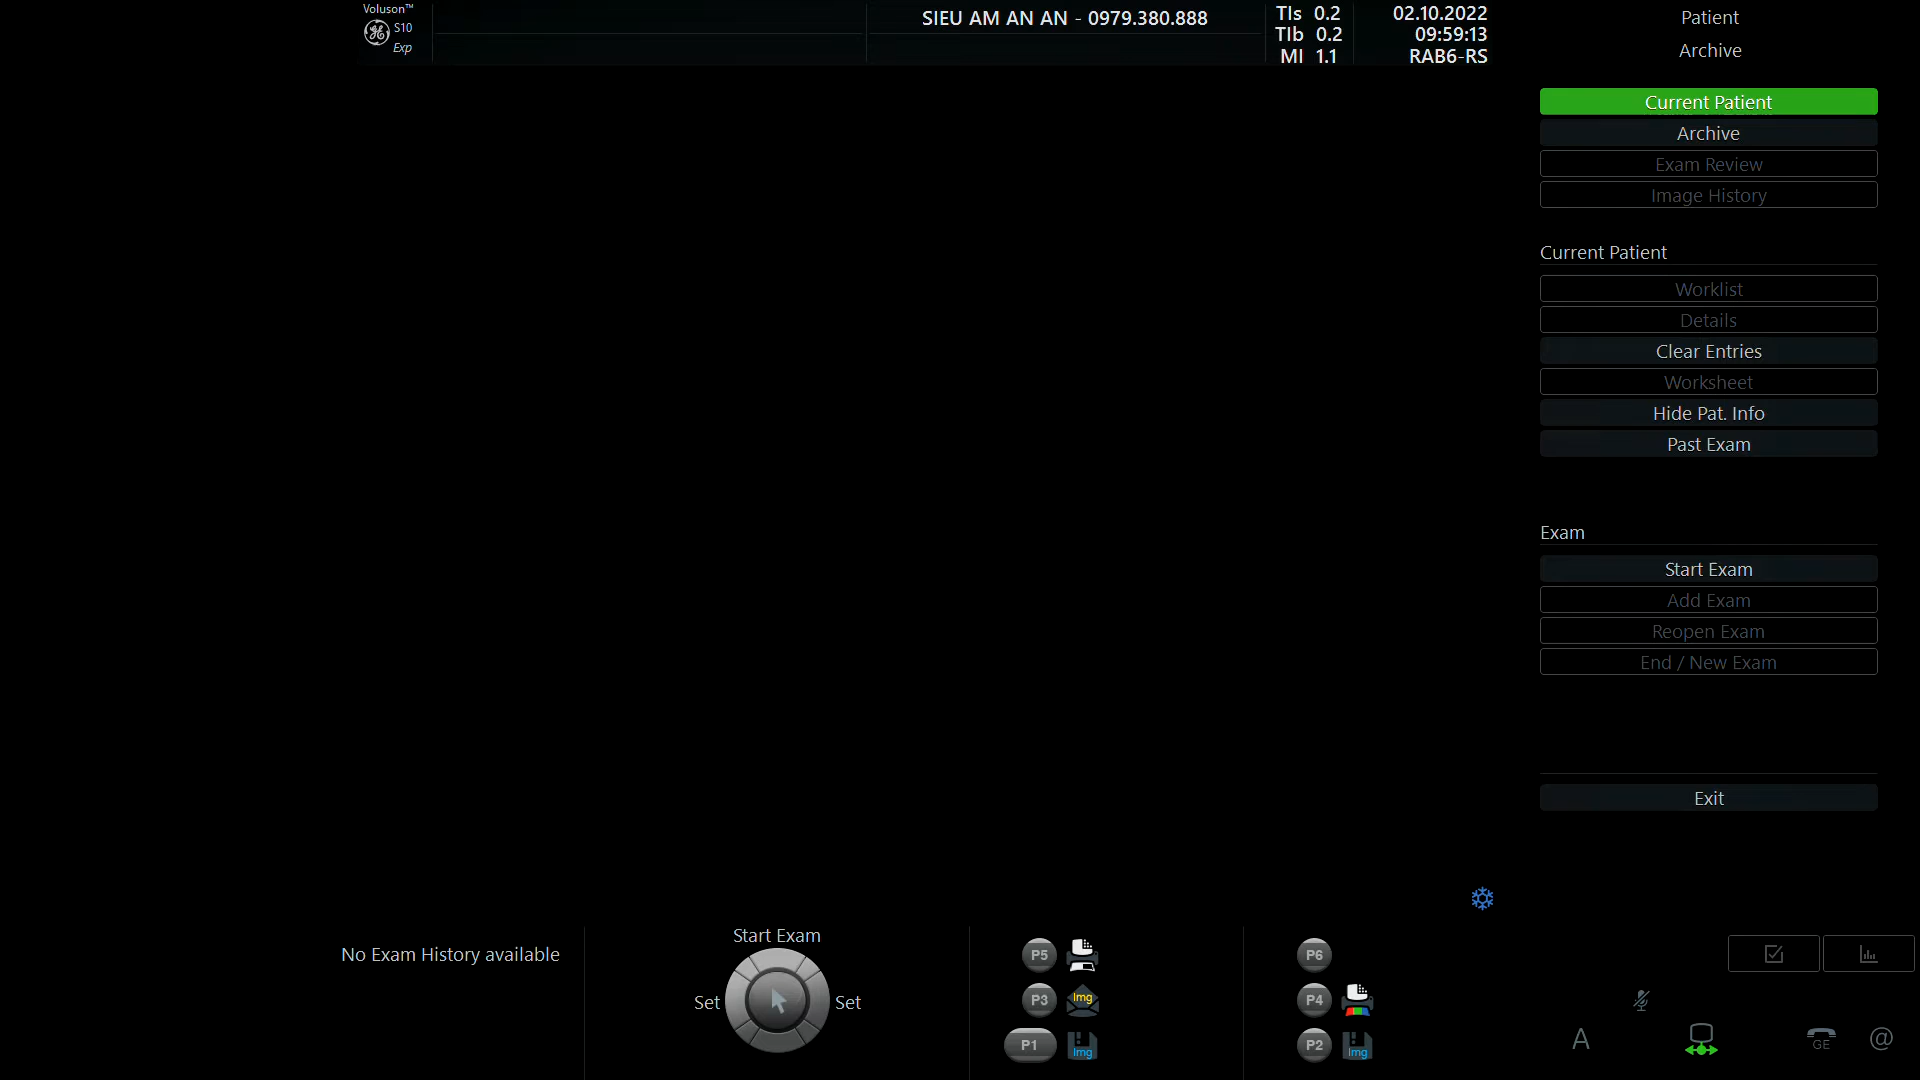 Voluson™
S10
Exp
SIEU AM AN AN - 0979.380.888
TIs 0.2
TIb 0.2
MI 1.1
02.10.2022
09:59:13
RAB6-RS
Patient
Archive
Current Patient
Archive
Exam Review
Image History
Current Patient
Worklist
Details
Clear Entries
Worksheet
Hide Pat. Info
Past Exam
Exam
Start Exam
Add Exam
Reopen Exam
End / New Exam
Exit
No Exam History available
Start Exam
Set
Set
P5
P3
Img
P1
Img
P6
P4
P2
Img
A
GE
@